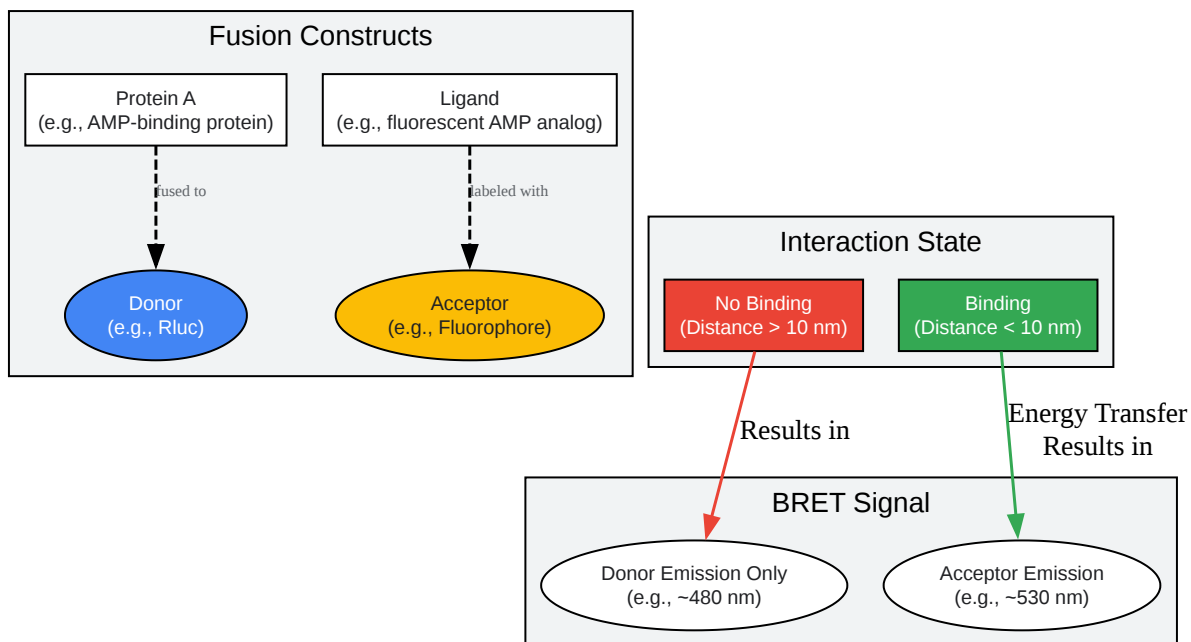 Fusion Constructs
Protein A
(e.g., AMP-binding protein)
Ligand
(e.g., fluorescent AMP analog)
fused to
labeled with
Donor
(e.g., Rluc)
Acceptor
(e.g., Fluorophore)
Interaction State
No Binding
(Distance > 10 nm)
Binding
(Distance < 10 nm)
Results in
Energy Transfer
Results in
BRET Signal
Donor Emission Only
(e.g., ~480 nm)
Acceptor Emission
(e.g., ~530 nm)